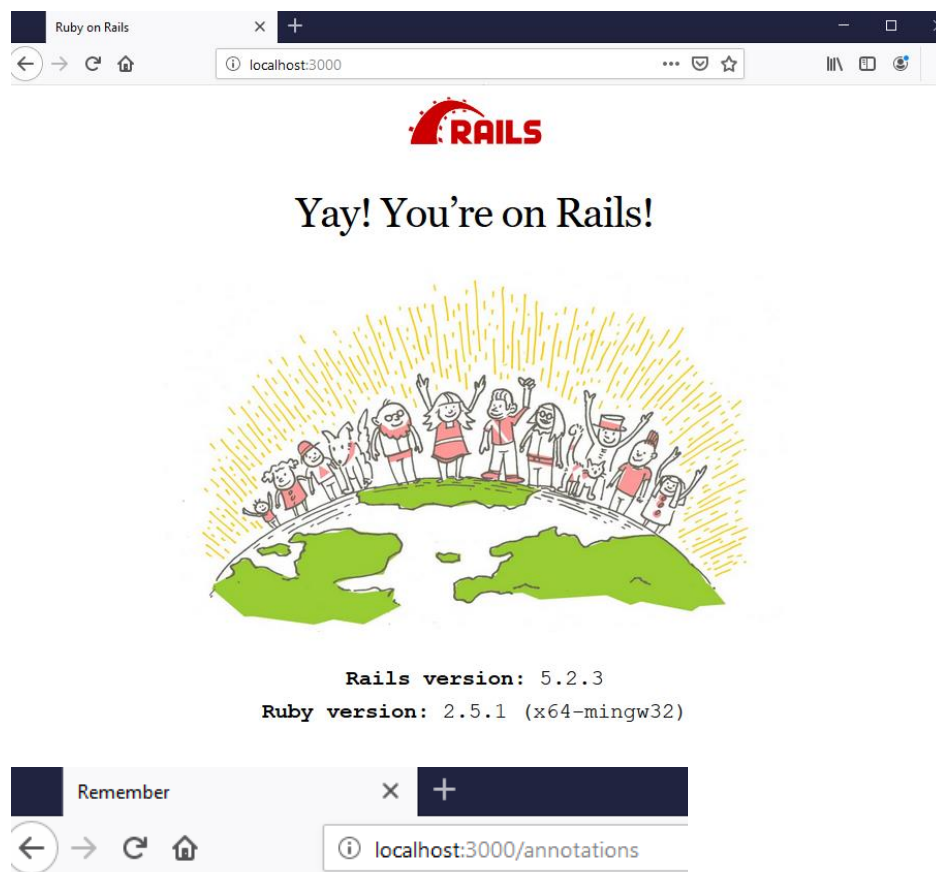 Ruby on Rails
localhost:3000
RAILS
Yay! You’re on Rails!
Rails version: 5.2.3
Ruby version: 2.5.1 (x64-mingw32)
Remember
localhost:3000/annotations